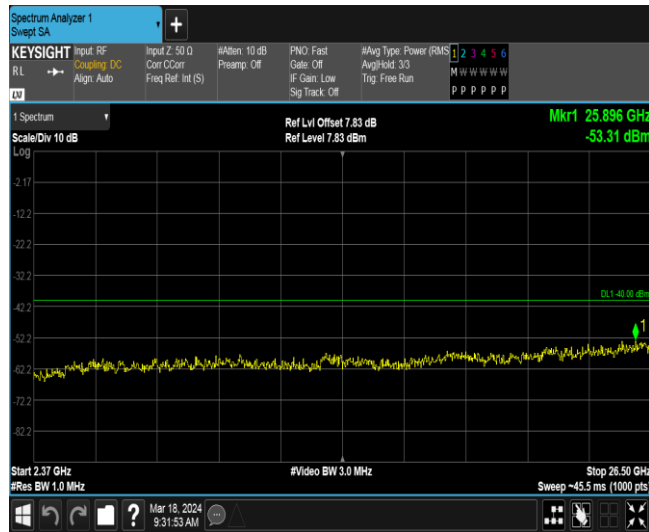 Spectrum Analyzer 1
Swept SA
+
KEYSIGHT
RL
LXI
Input: RF
Coupling: DC
Align: Auto
Input Z: 50 Ω
Corr CCorr
Freq Ref: Int (S)
#Atten: 10 dB
Preamp: Off
PNO: Fast
Gate: Off
IF Gain: Low
Sig Track: Off
#Avg Type: Power (RMS
Avg|Hold: 3/3
Trig: Free Run
1 2 3 4 5 6
M W W W W W
P P P P P P
1 Spectrum
Scale/Div 10 dB
Log
Ref Lvl Offset 7.83 dB
Ref Level 7.83 dBm
Mkr1 25.896 GHz
-53.31 dBm
-2.17
-12.2
-22.2
-32.2
DL1 -40.00 dBm
-42.2
1
-52.2
-62.2
-72.2
-82.2
Start 2.37 GHz
#Res BW 1.0 MHz
#Video BW 3.0 MHz
Stop 26.50 GHz
Sweep ~45.5 ms (1000 pts)
?
Mar 18, 2024
9:31:53 AM